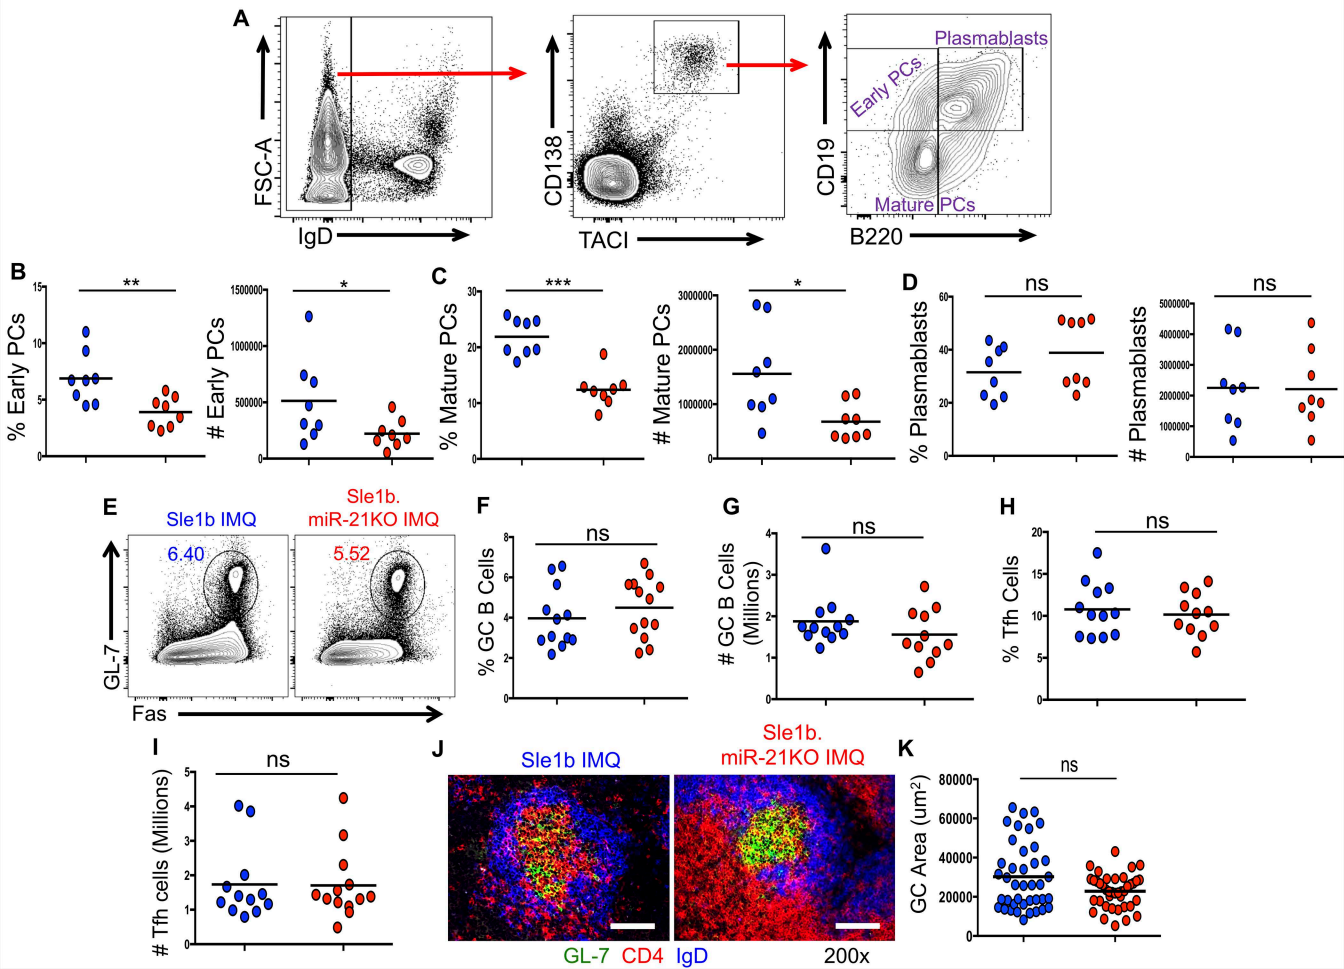 A
FSC-A
IgD
CD138
TACI
CD19
B220
Plasmablasts
Early PCs
Mature PCs
B
% Early PCs
15
10
5
0
**
# Early PCs
1500000
1000000
500000
0
*
C
% Mature PCs
30
20
10
0
***
# Mature PCs
3000000
2000000
1000000
0
*
D
% Plasmablasts
60
40
20
0
ns
# Plasmablasts
5000000
4000000
3000000
2000000
1000000
0
ns
E
Sle1b IMQ
Sle1b.
miR-21KO IMQ
6.40
5.52
GL-7
Fas
F
% GC B Cells
8
6
4
2
0
ns
G
# GC B Cells
(Millions)
4
3
2
1
0
ns
H
% Tfh Cells
20
15
10
5
0
ns
I
# Tfh cells (Millions)
5
4
3
2
1
0
ns
J
Sle1b IMQ
Sle1b.
miR-21KO IMQ
GL-7 CD4 IgD 200x
K
GC Area (um²)
80000
60000
40000
20000
0
ns